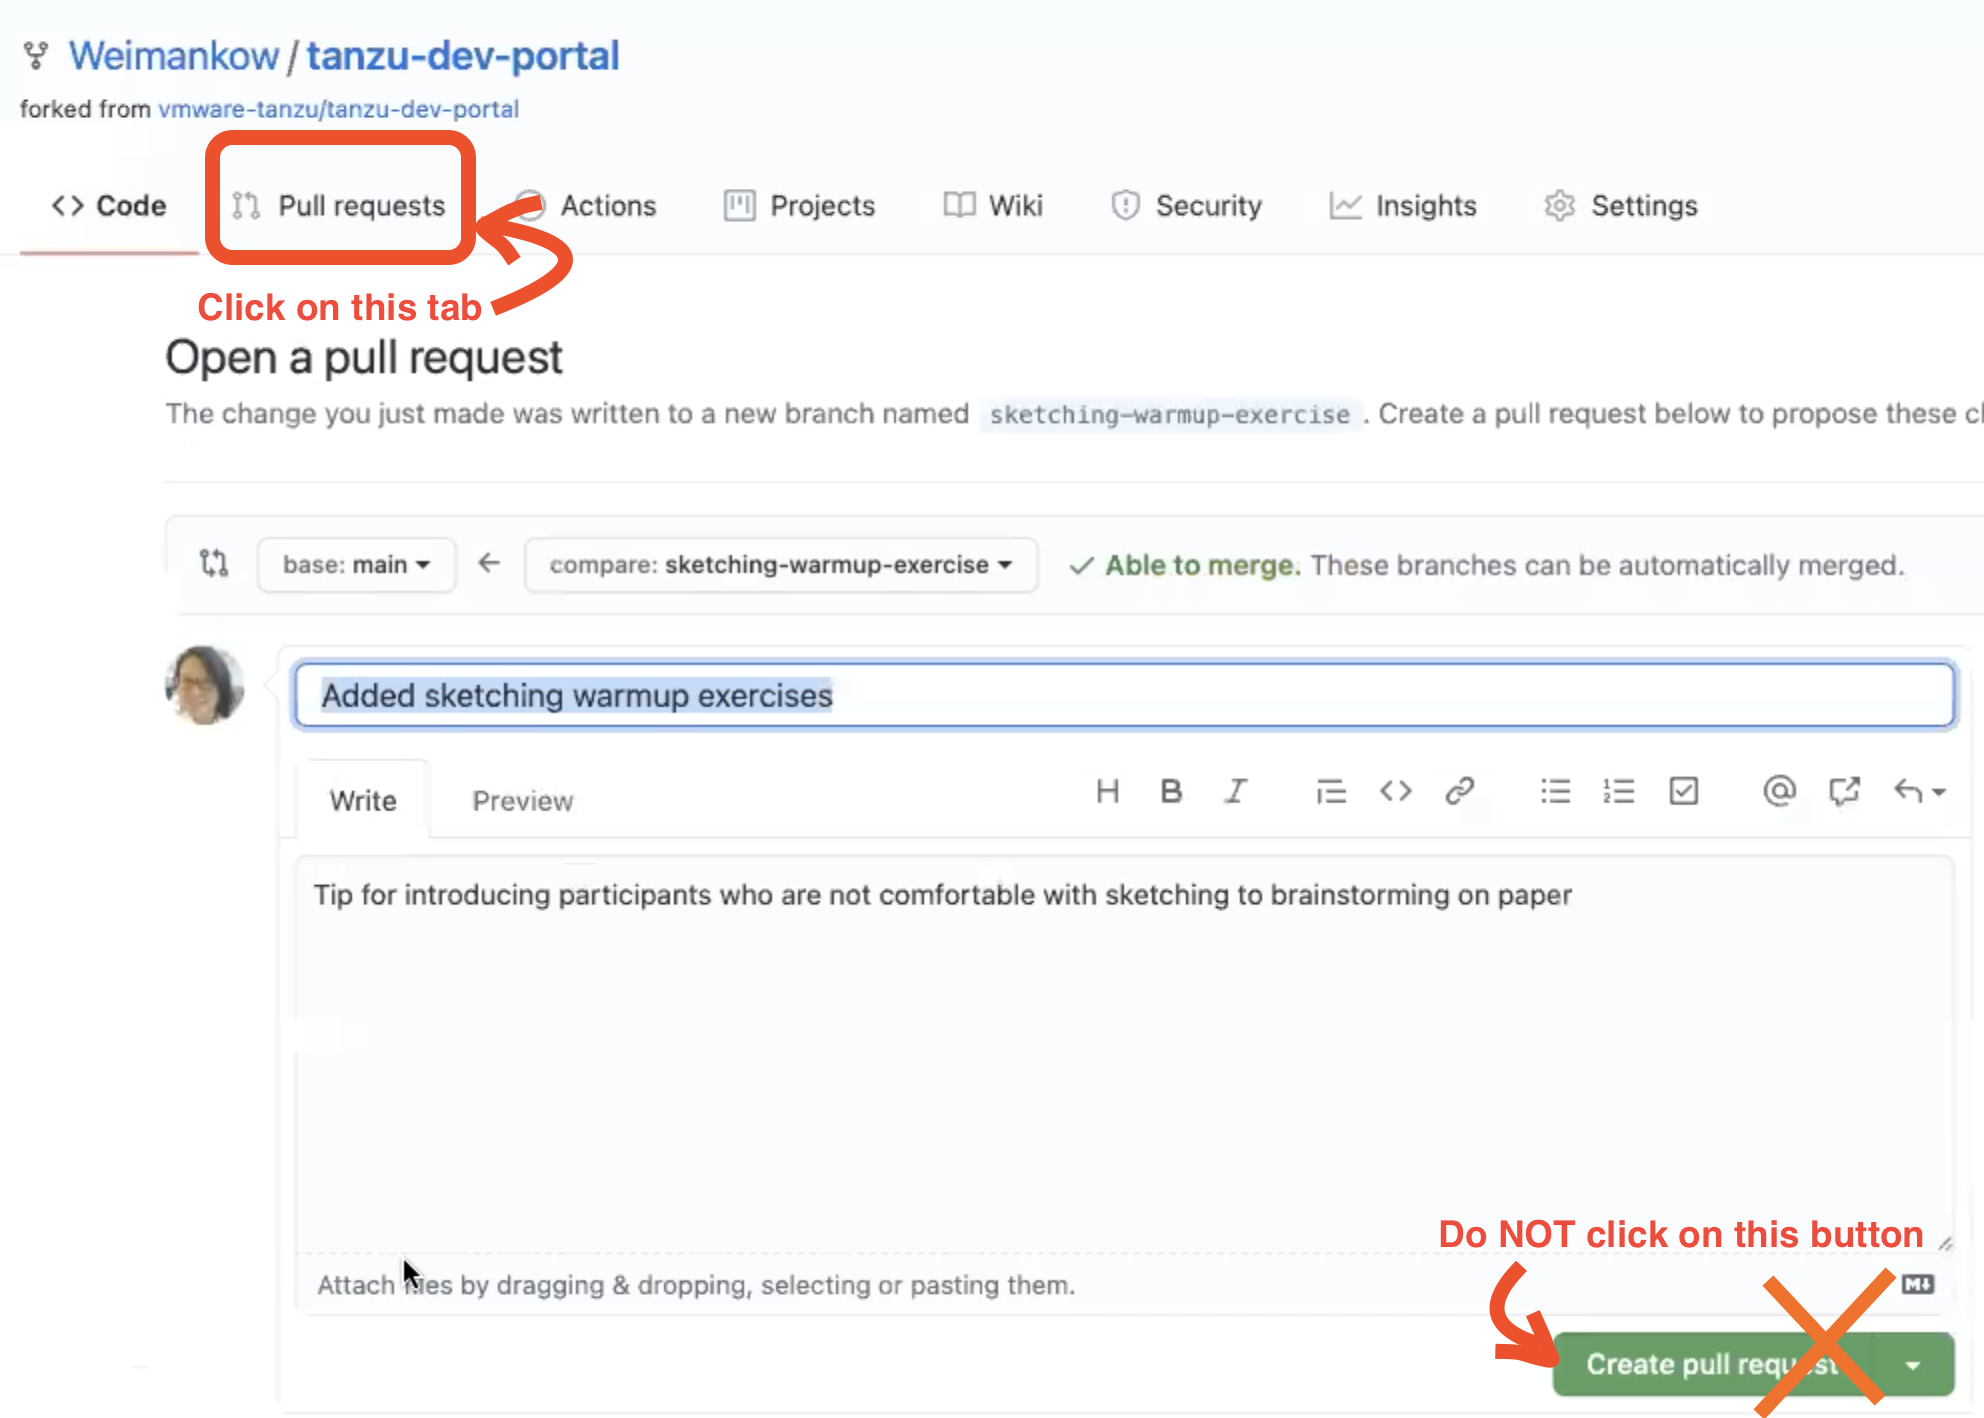 Weimankow / tanzu-dev-portal
forked from vmware-tanzu/tanzu-dev-portal
<> Code Pull requests Actions Projects Wiki Security Insights Settings
Click on this tab
Open a pull request
The change you just made was written to a new branch named sketching-warmup-exercise . Create a pull request below to propose these
base: main compare: sketching-warmup-exercise Able to merge. These branches can be automatically merged.
Added sketching warmup exercises
Write Preview H B I <> @
Tip for introducing participants who are not comfortable with sketching to brainstorming on paper
Do NOT click on this button
Attach files by dragging & dropping, selecting or pasting them. M
Create pull request